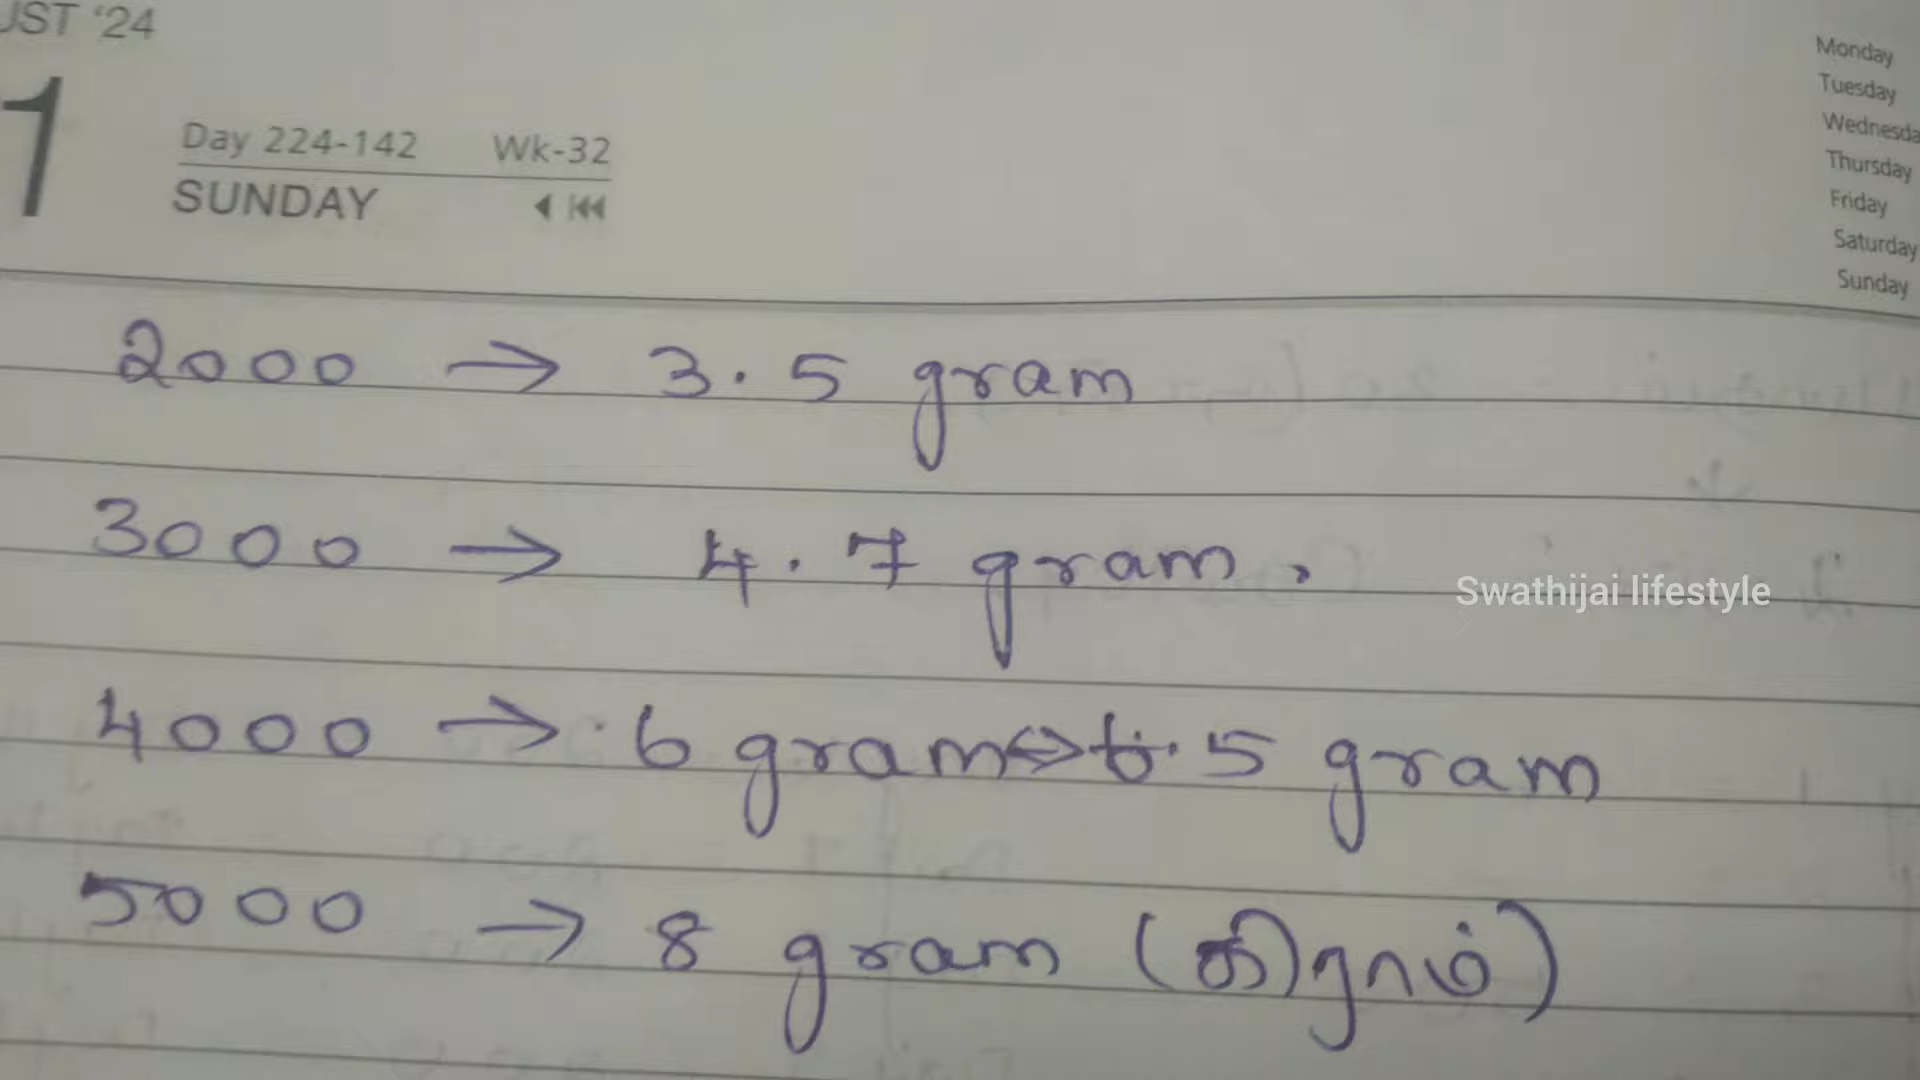 UST '24
Monday
Tuesday
Wednesda
Thursday
Friday
Saturday
Sunday
1
Day 224-142 Wk-32
SUNDAY
2000 → 3.5 gram
3000 → 4.7 gram.
Swathijai lifestyle
4000 → 6 gram ↔ 6.5 gram
5000 → 8 gram (கிராம்)